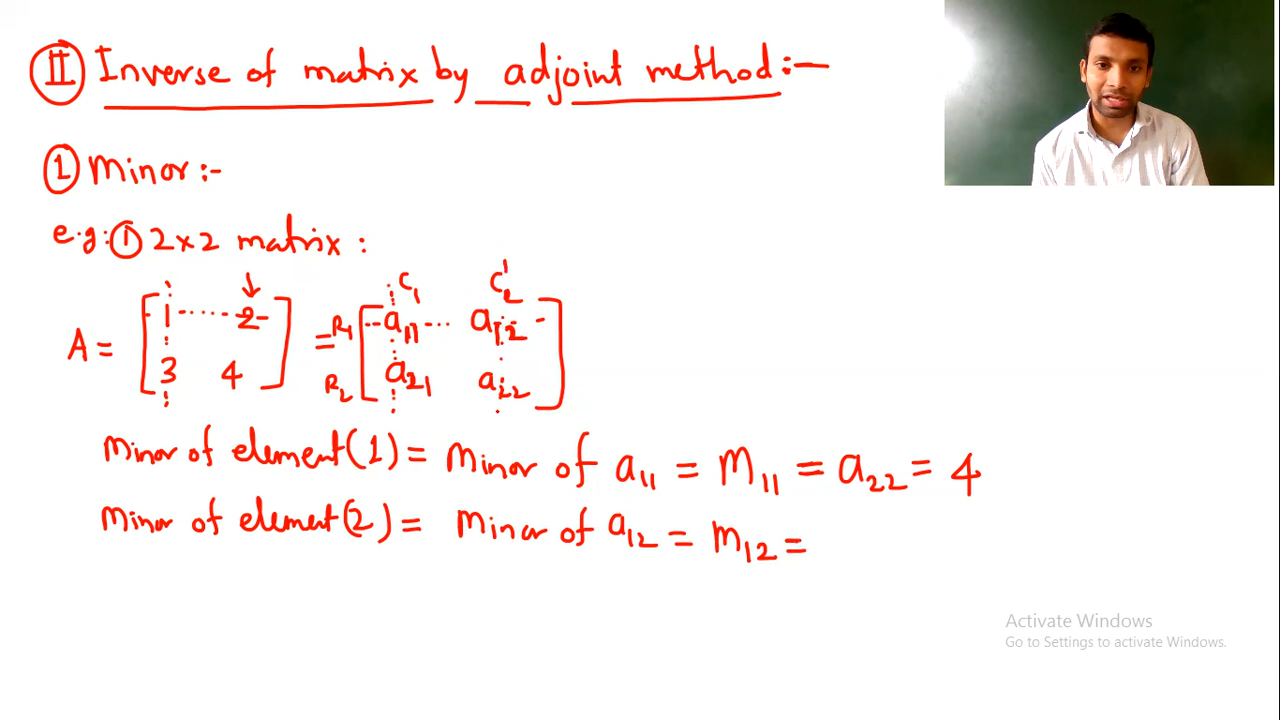 II Inverse of matrix by adjoint method:-
1 Minor:-
e.g: 1 2×2 matrix:
C1 C2
A = [1 2 = R1 [a11 a12
3 4] R2 a21 a22]
Minor of element(1) = Minor of a11 = M11 = a22 = 4
Minor of element(2) = Minor of a12 = M12 =
Activate Windows
Go to Settings to activate Windows.